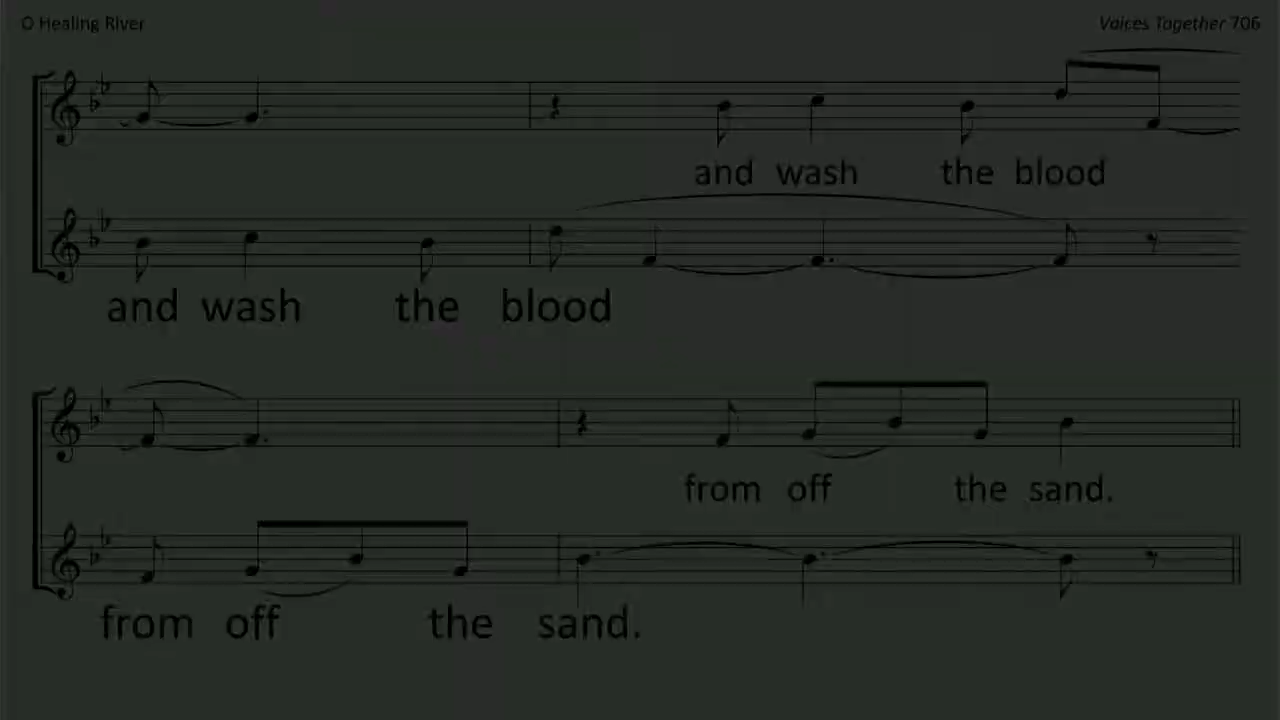 O Healing River
Voices Together 706
and wash the blood
and wash the blood
from off the sand.
from off the sand.